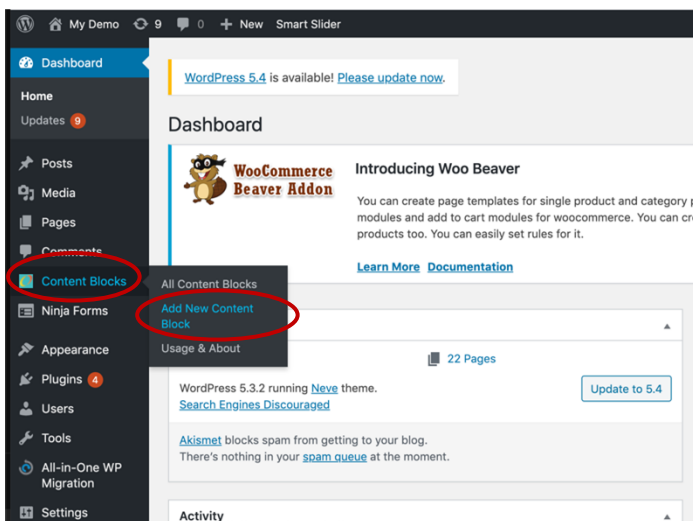 My Demo 9 0 + New Smart Slider
Dashboard
Home
Updates 9
Posts
Media
Pages
Comments
Content Blocks
Ninja Forms
Appearance
Plugins 4
Users
Tools
All-in-One WP
Migration
Settings
All Content Blocks
Add New Content
Block
Usage & About
WordPress 5.4 is available! Please update now.
Dashboard
WooCommerce
Beaver Addon
Introducing Woo Beaver
You can create page templates for single product and category
modules and add to cart modules for woocommerce. You can
products too. You can easily set rules for it.
Learn More Documentation
22 Pages
WordPress 5.3.2 running Neve theme.
Update to 5.4
Search Engines Discouraged
Akismet blocks spam from getting to your blog.
There's nothing in your spam queue at the moment.
Activity